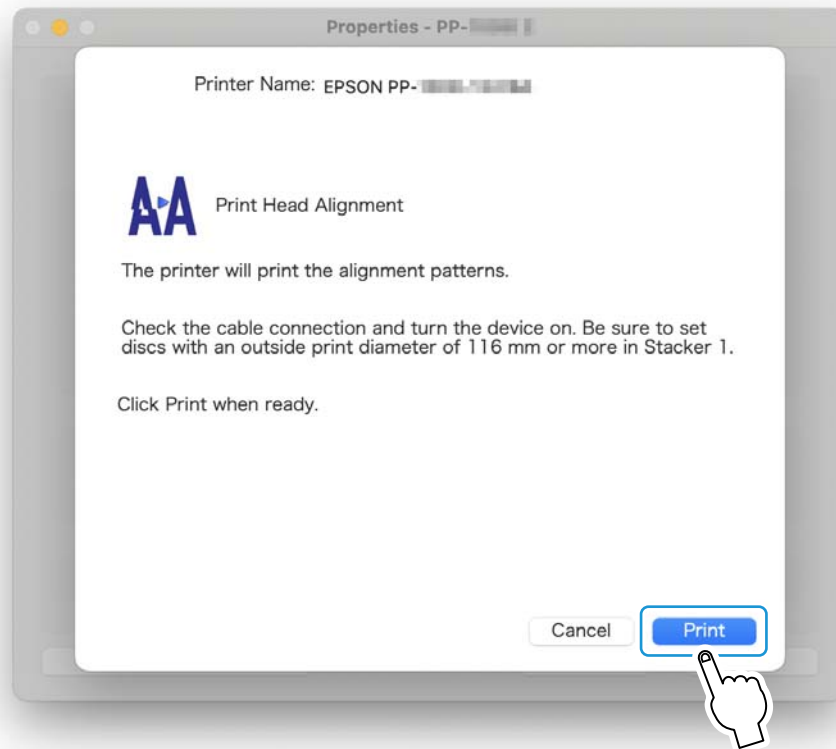 Properties - PP-
Printer Name: EPSON PP-
AA
Print Head Alignment
The printer will print the alignment patterns.
Check the cable connection and turn the device on. Be sure to set
discs with an outside print diameter of 116 mm or more in Stacker 1.
Click Print when ready.
Cancel
Print